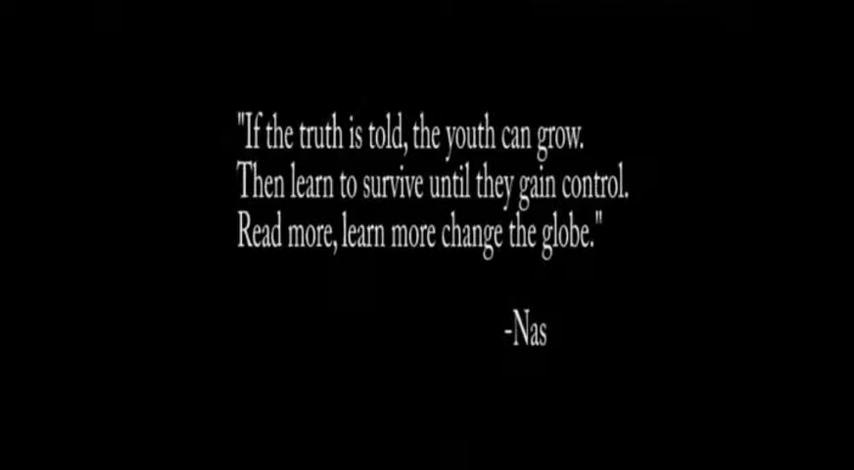 "If the truth is told, the youth can grow.
Then learn to survive until they gain control.
Read more, learn more change the globe."
-Nas